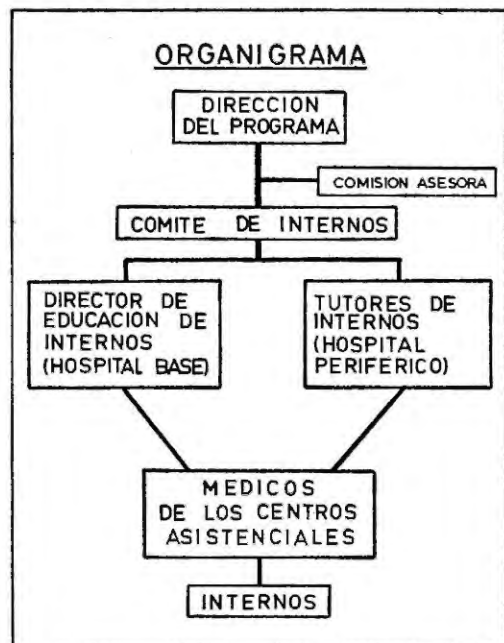 ORGANIGRAMA
DIRECCION
DEL PROGRAMA
COMISION ASESORA
COMITE DE INTERNOS
DIRECTOR DE
EDUCACION DE
INTERNOS
(HOSPITAL BASE)
TUTORES DE
INTERNOS
(HOSPITAL
PERIFERICO)
MEDICOS
DE LOS CENTROS
ASISTENCIALES
INTERNOS